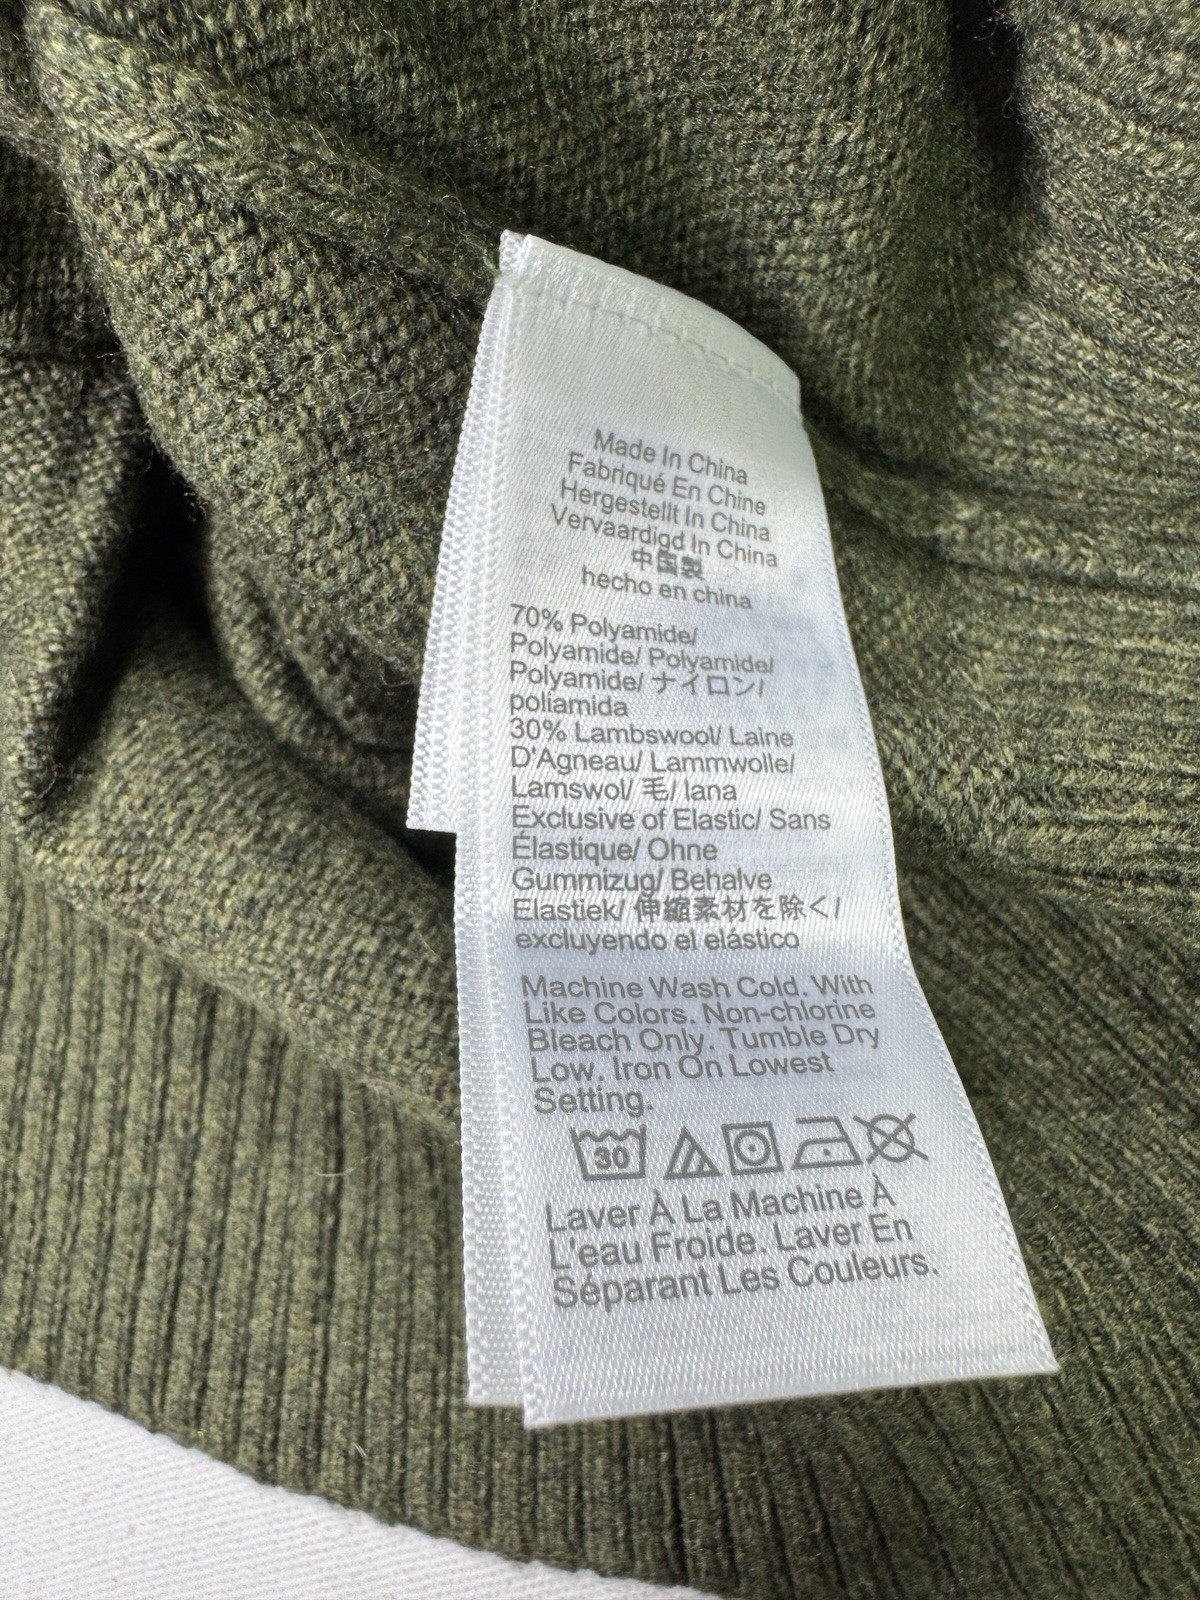 Made In China
Fabriqué En Chine
Hergestellt In China
Vervaardigd In China
中国製
hecho en china
70% Polyamide/
Polyamide/ Polyamide/
Polyamide/ ナイロン/
poliamida
30% Lambswool/ Laine
D'Agneau/ Lammwolle/
Lamswol/ 毛/ lana
Exclusive of Elastic/ Sans
Élastique/ Ohne
Gummizug/ Behalve
Elastiek/ 伸縮素材を除く/
excluyendo el elástico
Machine Wash Cold. With
Like Colors. Non-chlorine
Bleach Only. Tumble Dry
Low. Iron On Lowest
Setting.
30
Laver À La Machine À
L'eau Froide. Laver En
Séparant Les Couleurs.